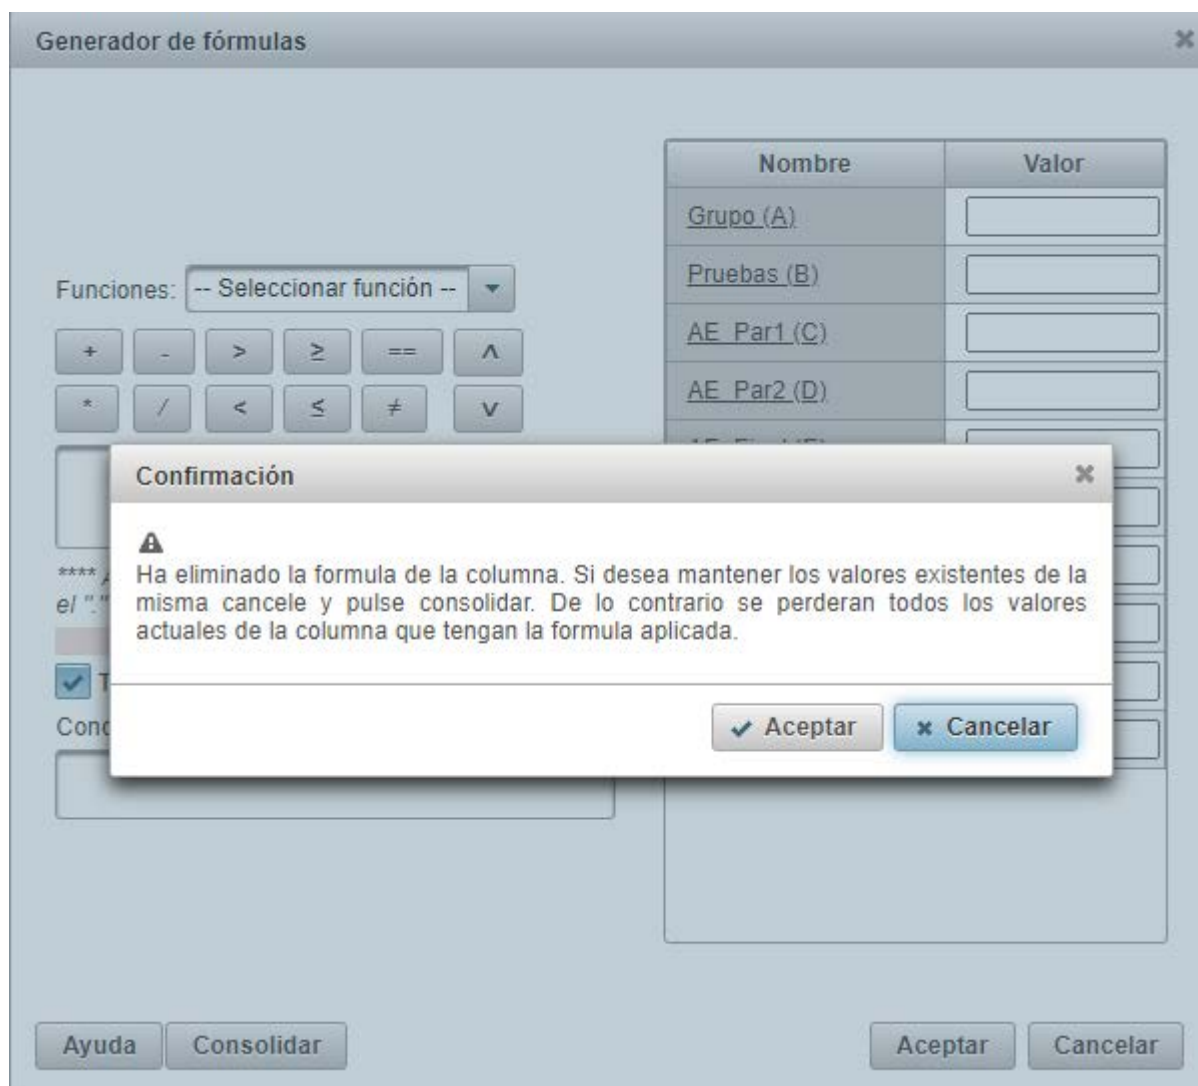 Generador de fórmulas
Nombre Valor
Grupo (A)
Pruebas (B)
Funciones: -- Seleccionar función --
AE_Par1 (C)
+ - > ≥ == ∧
AE_Par2 (D)
* / < ≤ ≠ ∨
Confirmación
Ha eliminado la formula de la columna. Si desea mantener los valores existentes de la
misma cancele y pulse consolidar. De lo contrario se perderan todos los valores
actuales de la columna que tengan la formula aplicada.
****
el "."
Aceptar Cancelar
Ayuda Consolidar Aceptar Cancelar